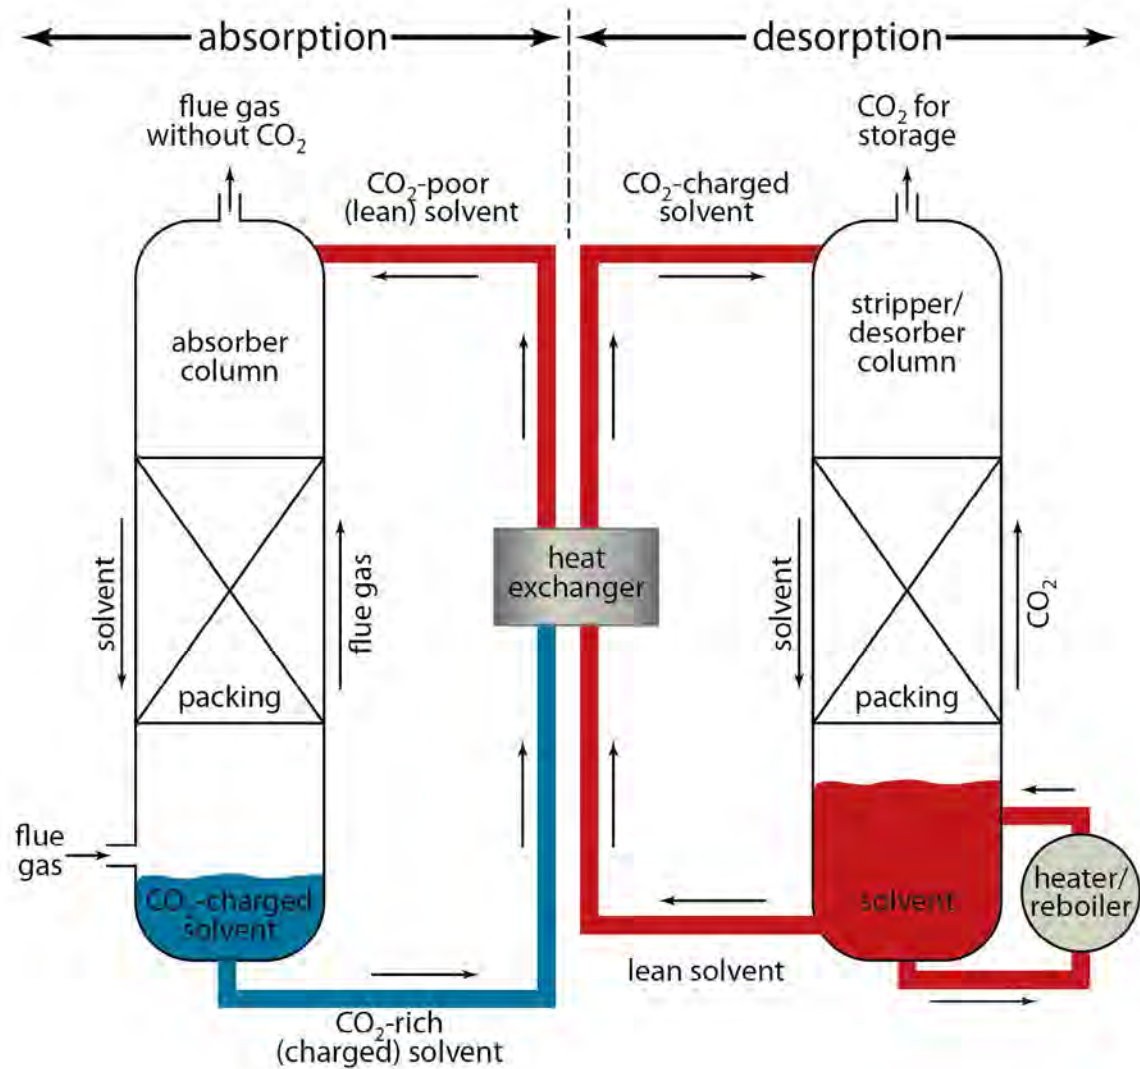 absorption
desorption
flue gas
without CO₂
CO₂ for
storage
CO₂-poor
(lean) solvent
CO₂-charged
solvent
absorber
column
stripper/
desorber
column
solvent
packing
flue gas
heat
exchanger
solvent
packing
CO₂
flue
gas
CO₂-charged
solvent
solvent
heater/
reboiler
lean solvent
CO₂-rich
(charged) solvent